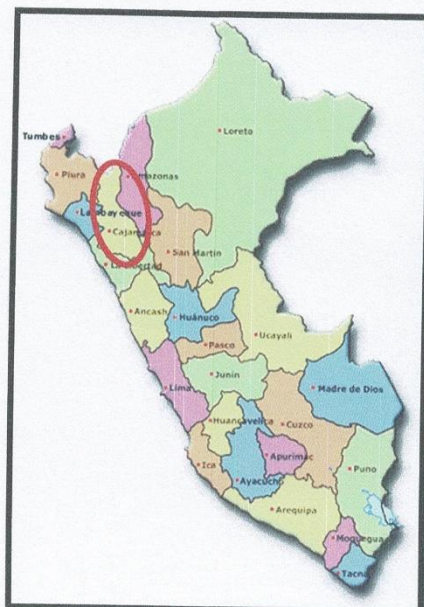 Loreto
Tumbes
Piura
Amazonas
Lambayeque
Cajamarca
San Martín
La Libertad
Ancash
Huánuco
Ucayali
Pasco
Junin
Lima
Madre de Dios
Huancavelica
Cuzco
Apurimac
Ica
Ayacucho
Puno
Arequipa
Moquegua
Tacna